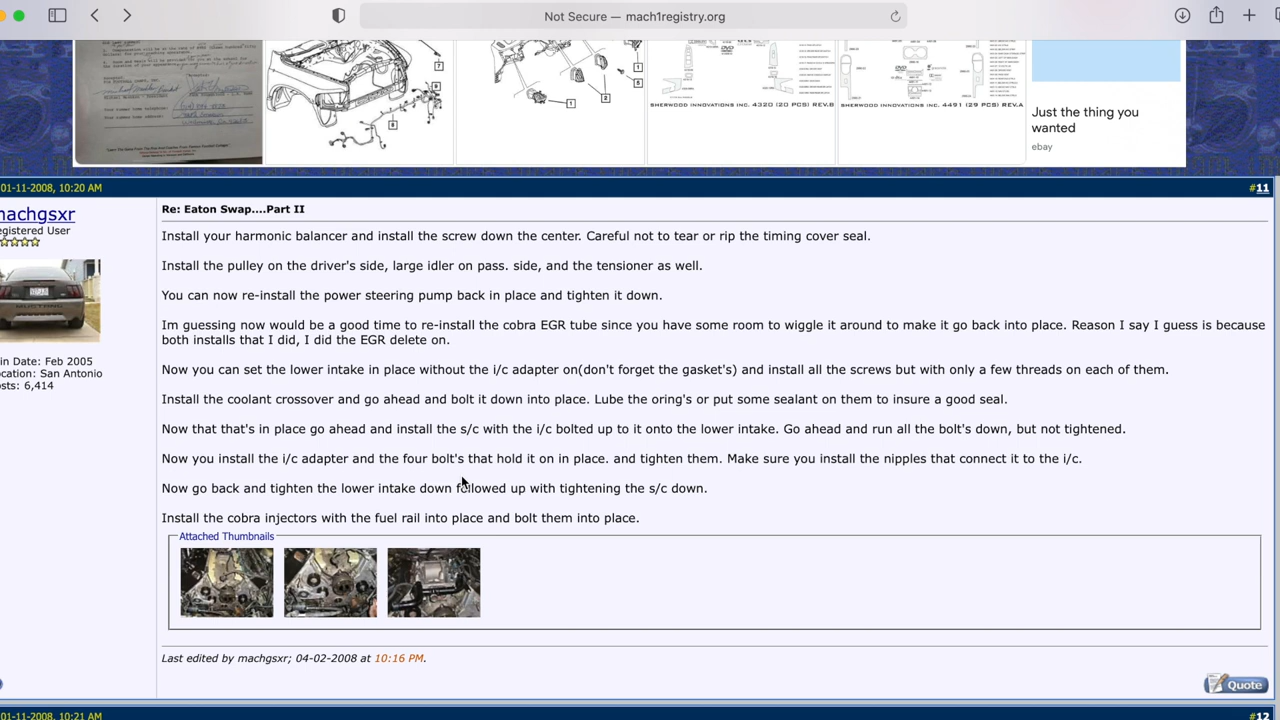 Not Secure — mach1registry.org
SHERWOOD INNOVATIONS INC. 4320 (20 PCS) REV.B
SHERWOOD INNOVATIONS INC. 4491 (29 PCS) REV.A
Just the thing you
wanted
ebay
01-11-2008, 10:20 AM
#11
machgsxr
egistered User
Re: Eaton Swap....Part II
Install your harmonic balancer and install the screw down the center. Careful not to tear or rip the timing cover seal.
Install the pulley on the driver's side, large idler on pass. side, and the tensioner as well.
You can now re-install the power steering pump back in place and tighten it down.
Im guessing now would be a good time to re-install the cobra EGR tube since you have some room to wiggle it around to make it go back into place. Reason I say I guess is because
both installs that I did, I did the EGR delete on.
Now you can set the lower intake in place without the i/c adapter on(don't forget the gasket's) and install all the screws but with only a few threads on each of them.
Install the coolant crossover and go ahead and bolt it down into place. Lube the oring's or put some sealant on them to insure a good seal.
Now that that's in place go ahead and install the s/c with the i/c bolted up to it onto the lower intake. Go ahead and run all the bolt's down, but not tightened.
Now you install the i/c adapter and the four bolt's that hold it on in place. and tighten them. Make sure you install the nipples that connect it to the i/c.
Now go back and tighten the lower intake down followed up with tightening the s/c down.
Install the cobra injectors with the fuel rail into place and bolt them into place.
in Date: Feb 2005
cation: San Antonio
sts: 6,414
Attached Thumbnails
Last edited by machgsxr; 04-02-2008 at 10:16 PM.
Quote
01-11-2008, 10:21 AM
#12